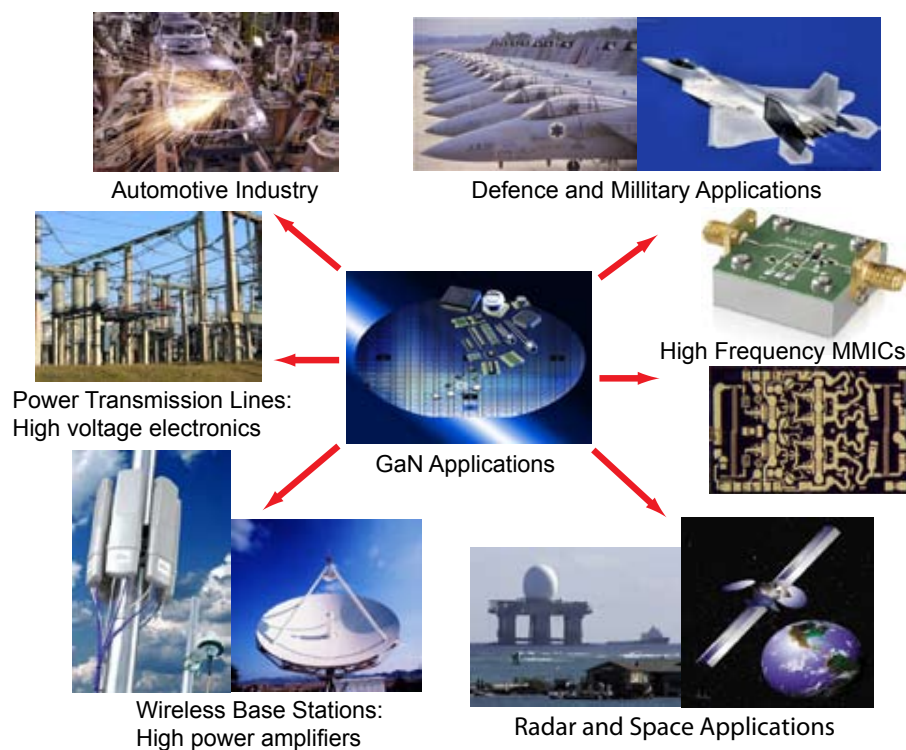 Automotive Industry
Defence and Millitary Applications
High Frequency MMICs
Power Transmission Lines:
High voltage electronics
GaN Applications
Wireless Base Stations:
High power amplifiers
Radar and Space Applications